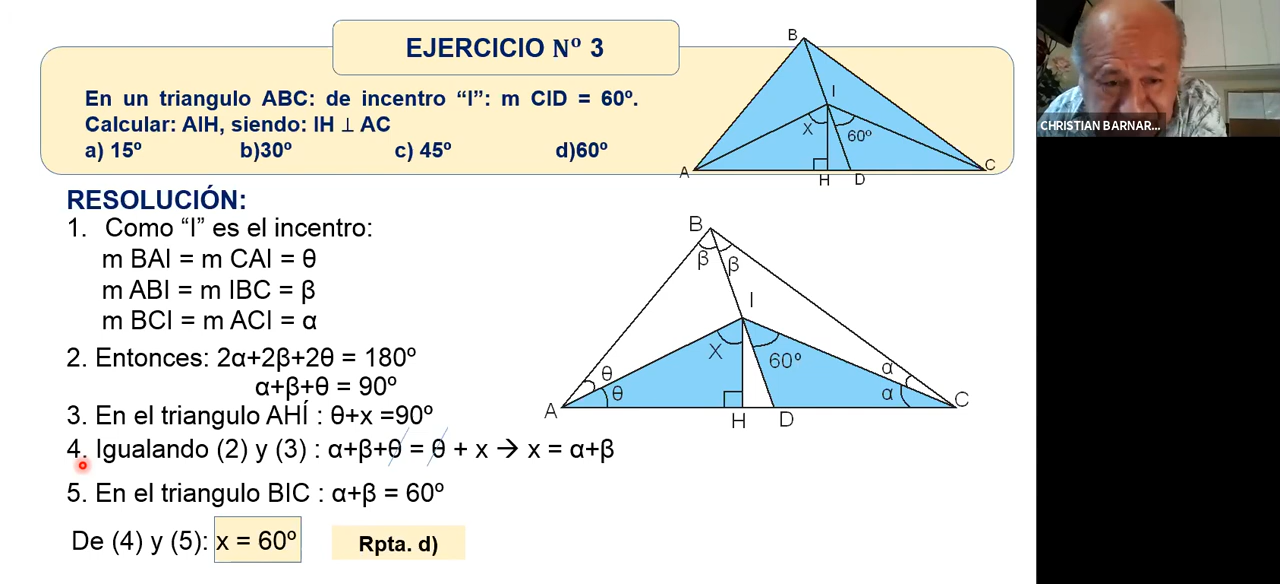 EJERCICIO Nº 3
En un triangulo ABC: de incentro “I”: m CID = 60º.
Calcular: AIH, siendo: IH ⊥ AC
a) 15º b)30º c) 45º d)60º
B
I
X
60º
A
H
D
C
CHRISTIAN BARNAR...
RESOLUCIÓN:
1. Como “I” es el incentro:
m BAI = m CAI = θ
m ABI = m IBC = β
m BCI = m ACI = α
2. Entonces: 2α+2β+2θ = 180º
α+β+θ = 90º
3. En el triangulo AHÍ : θ+x =90º
4. Igualando (2) y (3) : α+β+θ = θ + x → x = α+β
5. En el triangulo BIC : α+β = 60º
De (4) y (5): x = 60º
Rpta. d)
B
β
β
I
X
60º
θ
θ
α
α
A
H
D
C